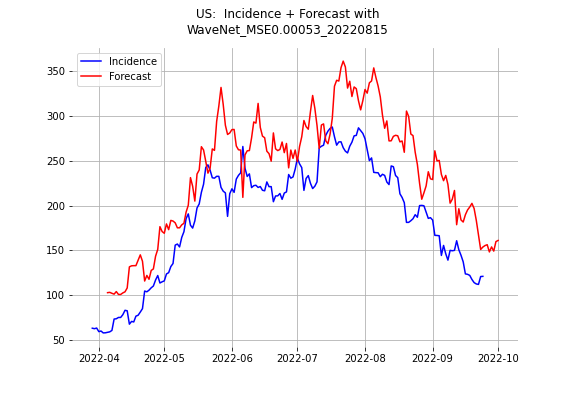 US:  Incidence + Forecast with
WaveNet_MSE0.00053_20220815
Incidence
Forecast
350
300
250
200
150
100
50
2022-04 2022-05 2022-06 2022-07 2022-08 2022-09 2022-10